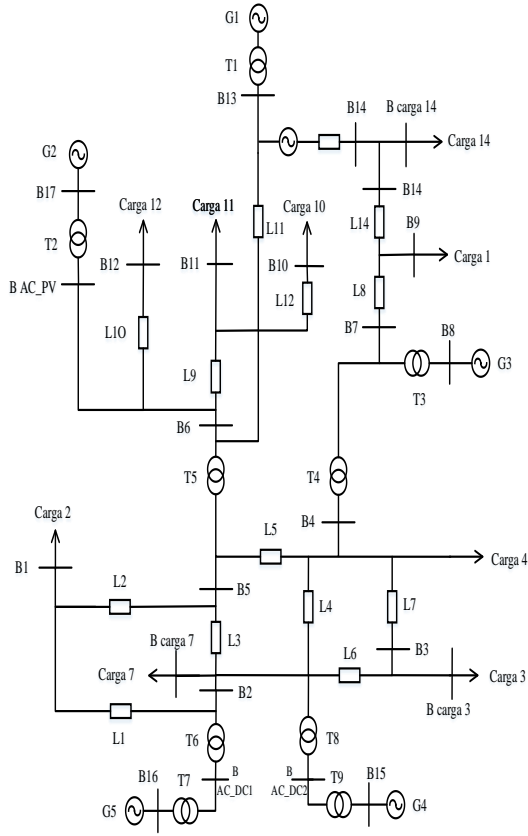 G1
T1
B13
B14
B carga 14
Carga 14
G2
B17
Carga 12
Carga 11
Carga 10
B14
L11
L14
B9
T2
Carga 1
B12
B11
B10
B AC_PV
L12
L8
L1O
B7
B8
L9
G3
T3
B6
T5
T4
Carga 2
B4
L5
Carga 4
B1
L2
B5
L4
L7
L3
B carga 7
L6
B3
Carga 7
Carga 3
B2
B carga 3
L1
T6
T8
B16
T7
B
AC_DC1
B
AC_DC2
T9
B15
G5
G4